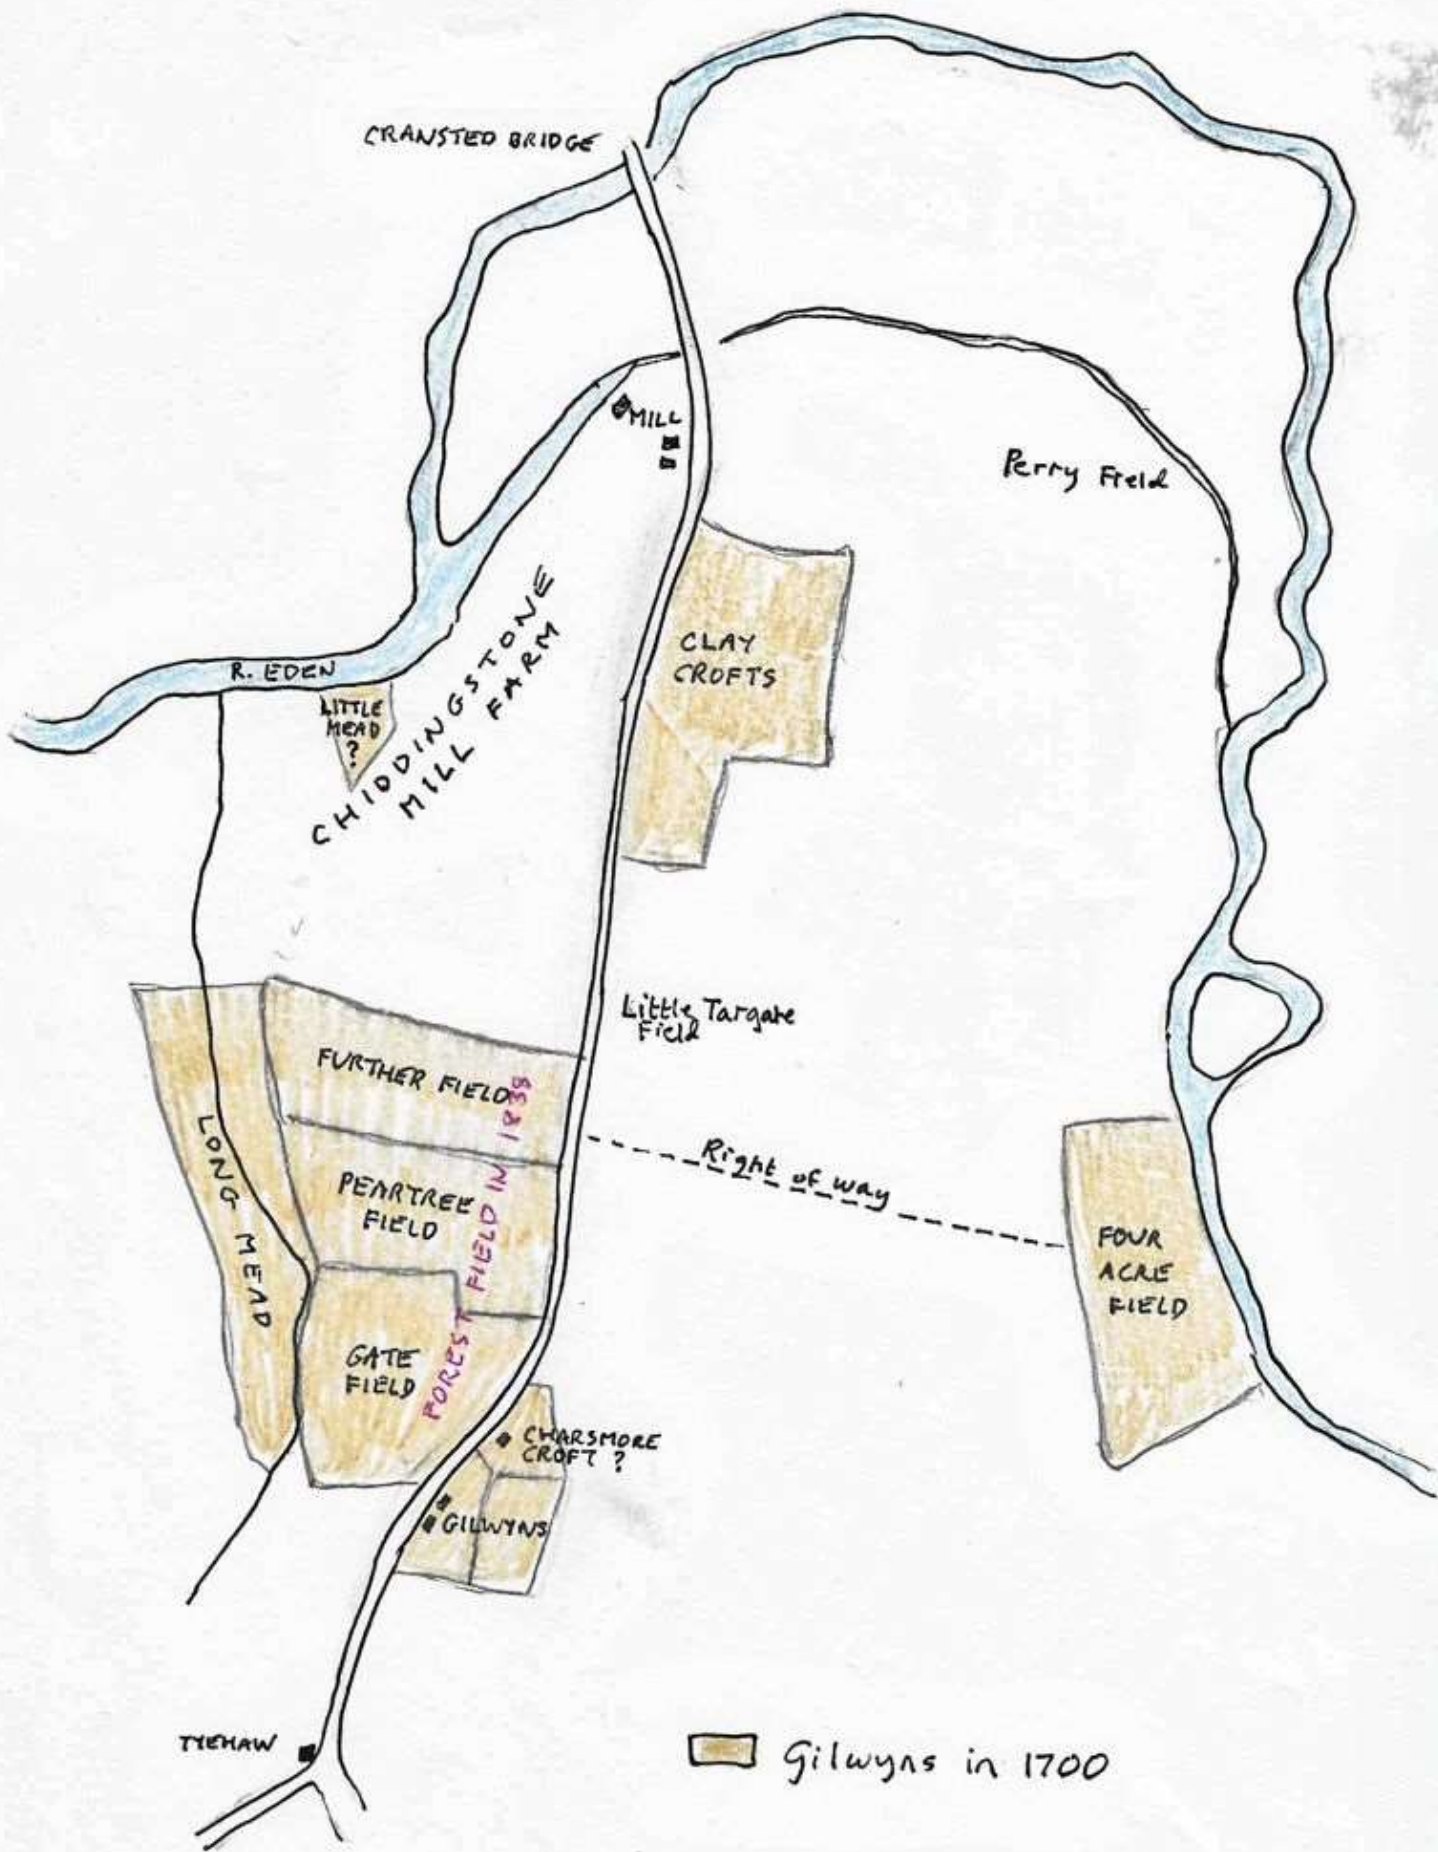 CRANSTED BRIDGE
MILL
Perry Field
CLAY
CROFTS
R. EDEN
LITTLE
MEAD
?
CHIDDINGSTONE
MILL FARM
Little Targate
Field
FURTHER FIELD
LONG MEAD
PEARTREE
FIELD
FOREST FIELD IN 1838
Right of way
FOUR
ACRE
FIELD
GATE
FIELD
CHARSMORE
CROFT ?
GILWYNS
TYEHAW
Gilwyns in 1700